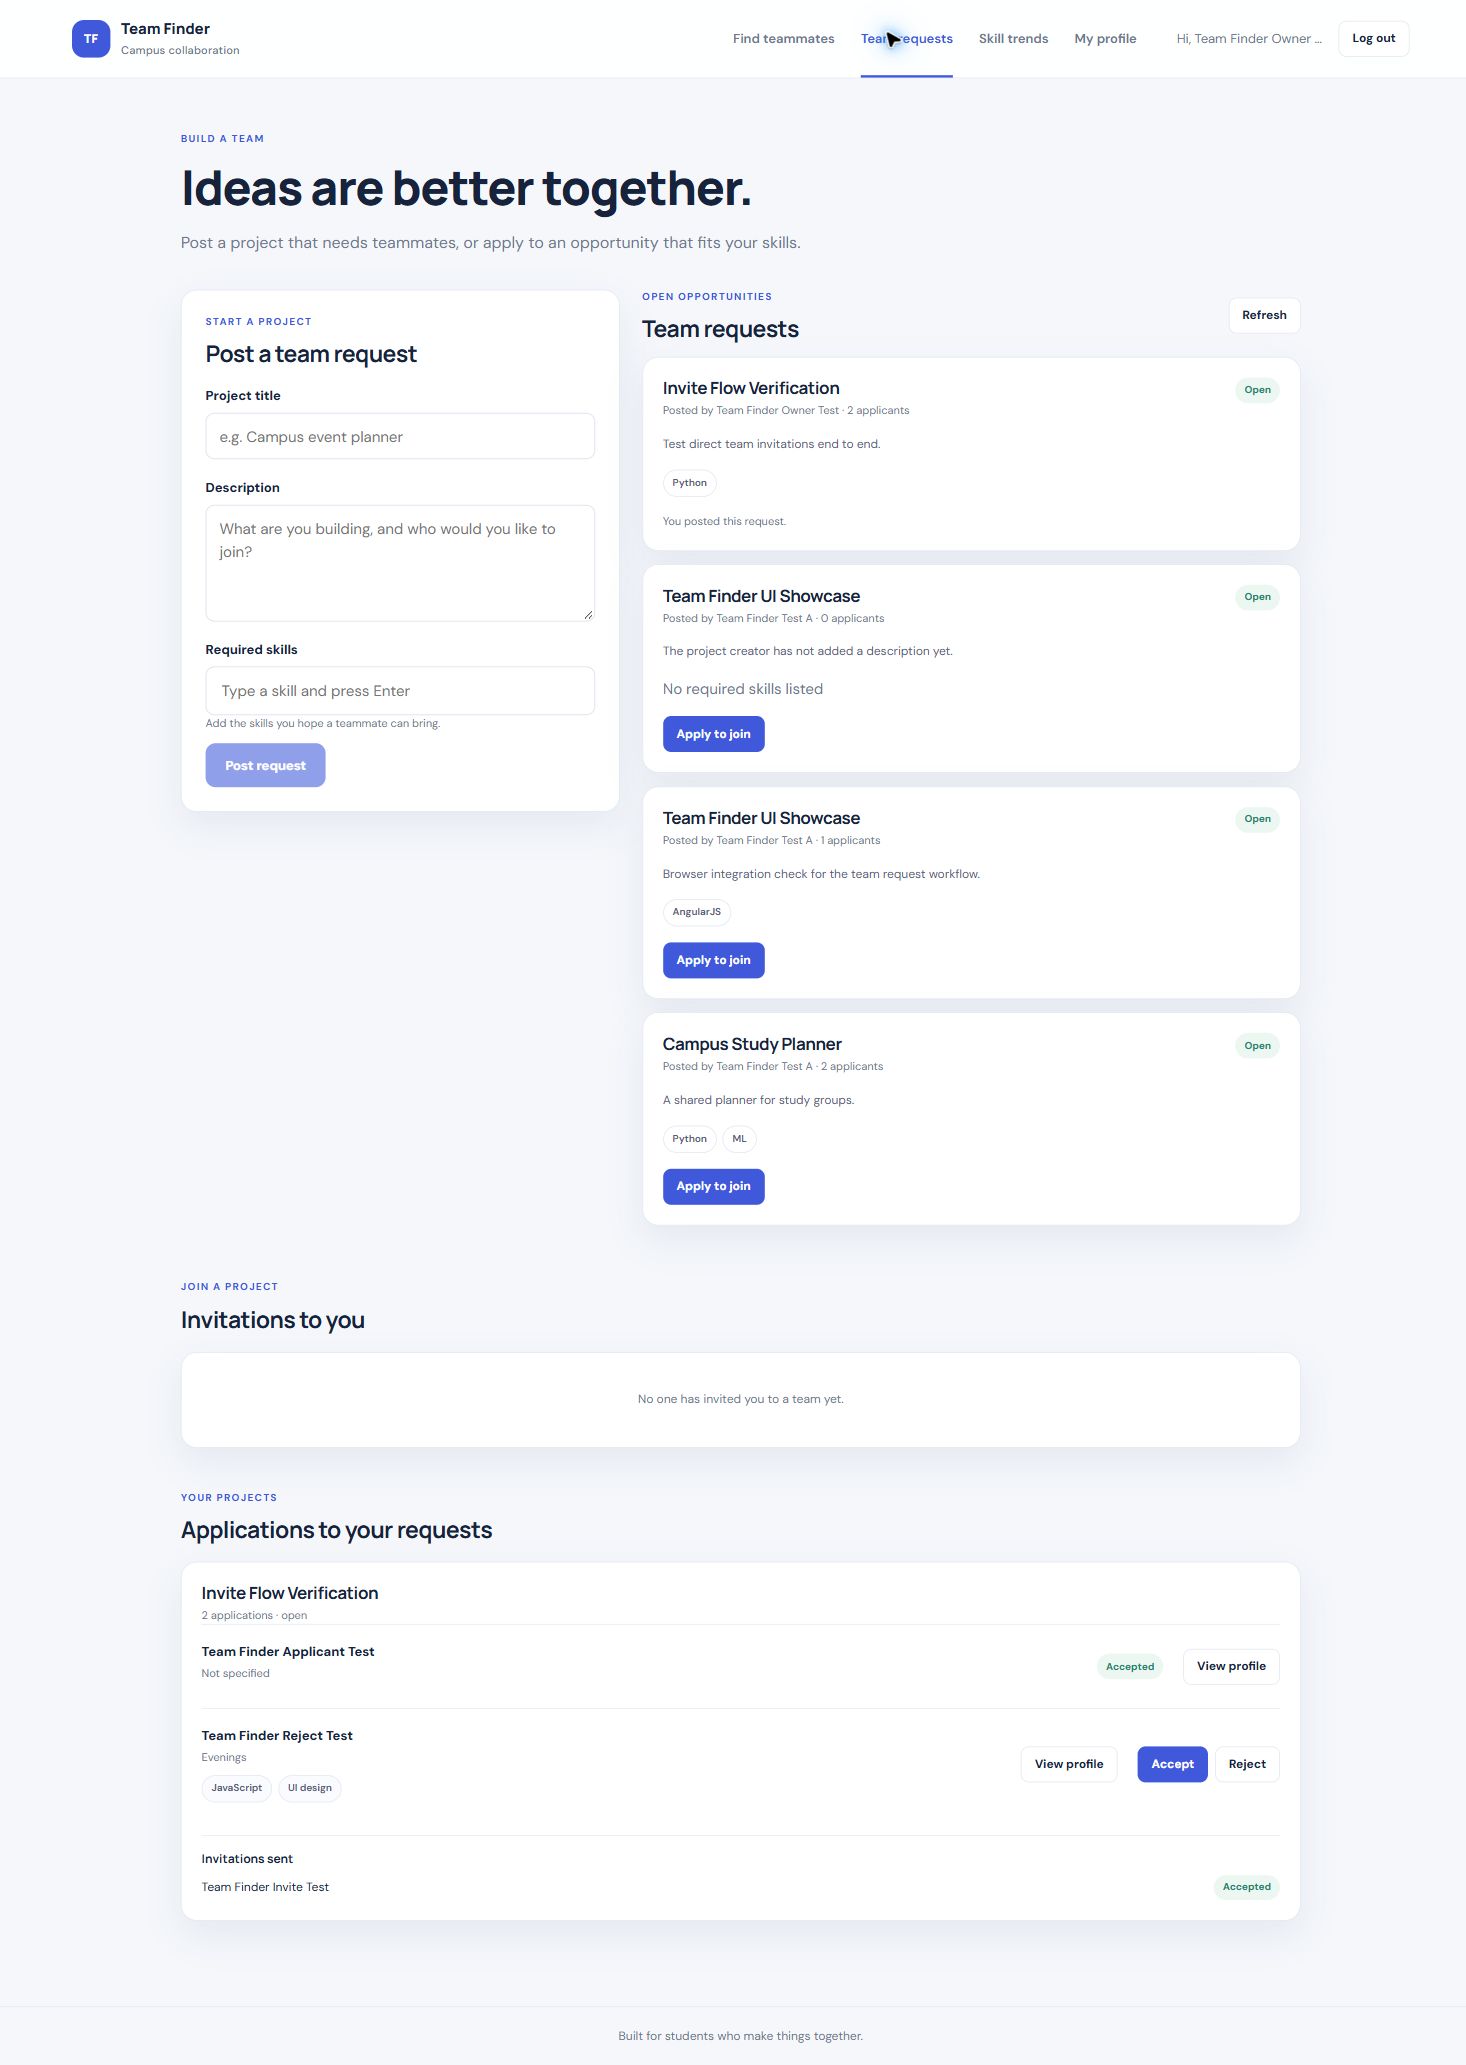 TF
Team Finder
Campus collaboration
Find teammates
Team requests
Skill trends
My profile
Hi, Team Finder Owner ...
Log out
BUILD A TEAM
Ideas are better together.
Post a project that needs teammates, or apply to an opportunity that fits your skills.
START A PROJECT
Post a team request
Project title
e.g. Campus event planner
Description
What are you building, and who would you like to
join?
Required skills
Type a skill and press Enter
Add the skills you hope a teammate can bring.
Post request
OPEN OPPORTUNITIES
Team requests
Refresh
Invite Flow Verification
Open
Posted by Team Finder Owner Test · 2 applicants
Test direct team invitations end to end.
Python
You posted this request.
Team Finder UI Showcase
Open
Posted by Team Finder Test A · 0 applicants
The project creator has not added a description yet.
No required skills listed
Apply to join
Team Finder UI Showcase
Open
Posted by Team Finder Test A · 1 applicants
Browser integration check for the team request workflow.
AngularJS
Apply to join
Campus Study Planner
Open
Posted by Team Finder Test A · 2 applicants
A shared planner for study groups.
Python
ML
Apply to join
JOIN A PROJECT
Invitations to you
No one has invited you to a team yet.
YOUR PROJECTS
Applications to your requests
Invite Flow Verification
2 applications · open
Team Finder Applicant Test
Not specified
Accepted
View profile
Team Finder Reject Test
Evenings
JavaScript
UI design
View profile
Accept
Reject
Invitations sent
Team Finder Invite Test
Accepted
Built for students who make things together.